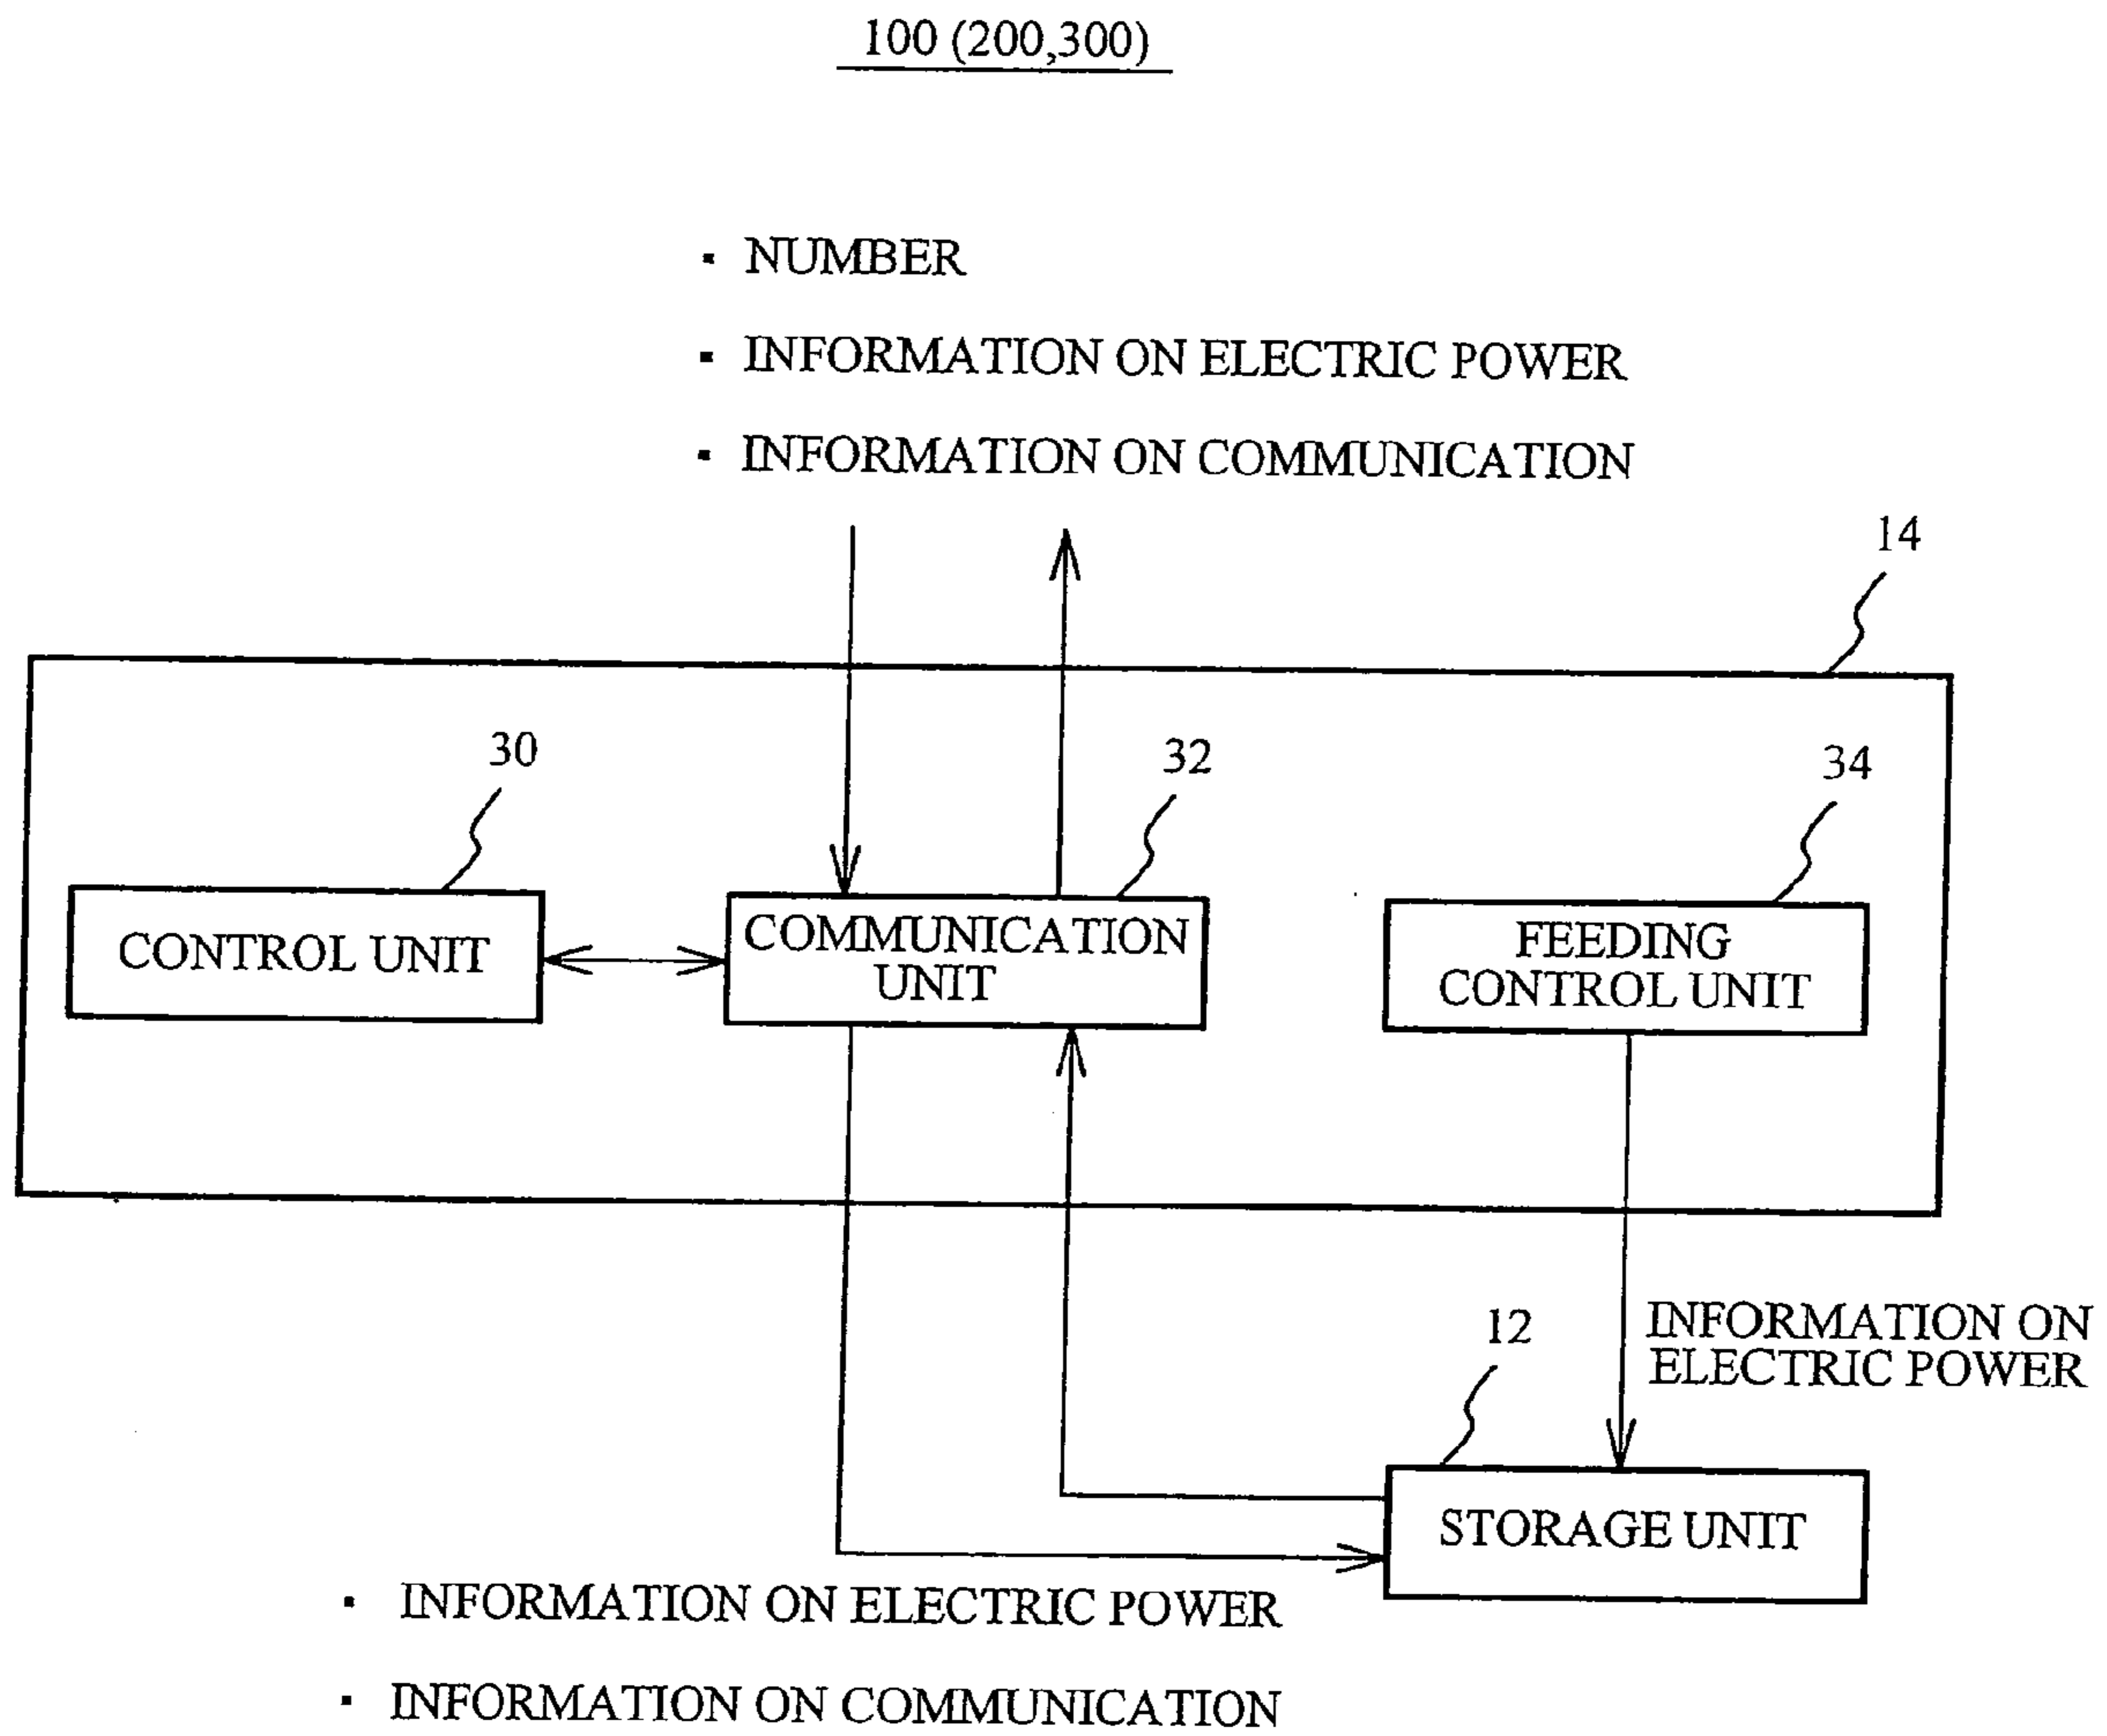 100 (200,300)
▪ NUMBER
▪ INFORMATION ON ELECTRIC POWER
▪ INFORMATION ON COMMUNICATION
14
30
32
34
CONTROL UNIT
COMMUNICATION
UNIT
FEEDING
CONTROL UNIT
INFORMATION ON
ELECTRIC POWER
12
STORAGE UNIT
▪ INFORMATION ON ELECTRIC POWER
▪ INFORMATION ON COMMUNICATION